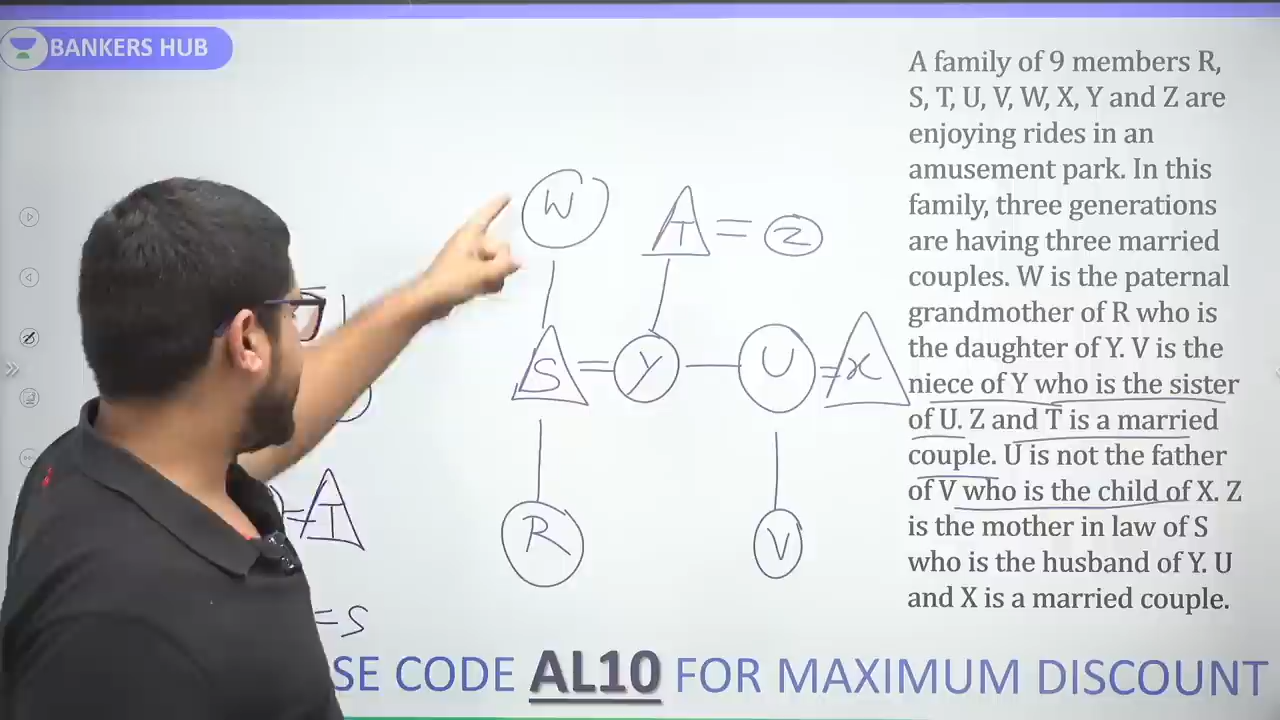 BANKERS HUB
A family of 9 members R,
S, T, U, V, W, X, Y and Z are
enjoying rides in an
amusement park. In this
family, three generations
are having three married
couples. W is the paternal
grandmother of R who is
the daughter of Y. V is the
niece of Y who is the sister
of U. Z and T is a married
couple. U is not the father
of V who is the child of X. Z
is the mother in law of S
who is the husband of Y. U
and X is a married couple.
W T = Z
S = Y — U = X
R V
= T
= S
SE CODE AL10 FOR MAXIMUM DISCOUNT